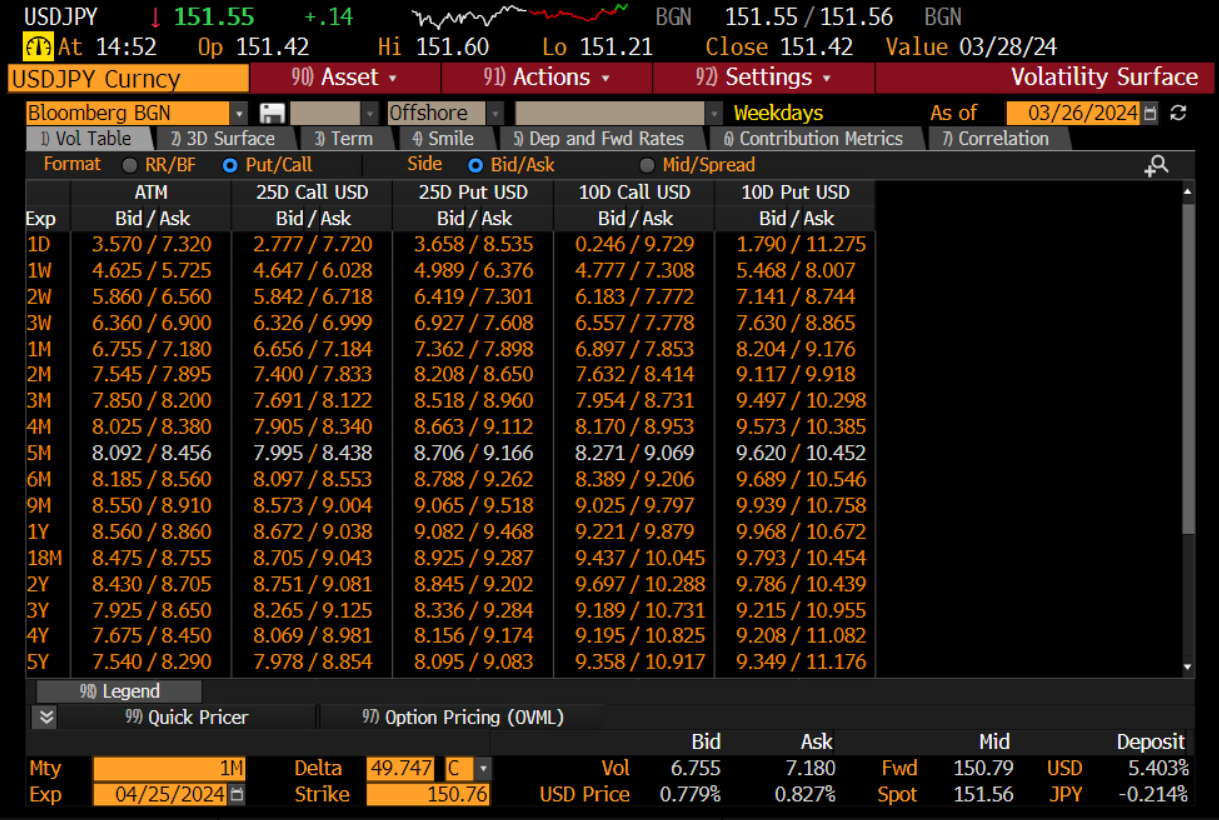 USDJPY ↓ 151.55 +.14 BGN 151.55 / 151.56 BGN
At 14:52 Op 151.42 Hi 151.60 Lo 151.21 Close 151.42 Value 03/28/24
USDJPY Curncy 90) Asset 91) Actions 92) Settings Volatility Surface
Bloomberg BGN Offshore Weekdays As of 03/26/2024
1) Vol Table 2) 3D Surface 3) Term 4) Smile 5) Dep and Fwd Rates 6) Contribution Metrics 7) Correlation
Format RR/BF Put/Call Side Bid/Ask Mid/Spread
ATM 25D Call USD 25D Put USD 10D Call USD 10D Put USD
Exp Bid / Ask Bid / Ask Bid / Ask Bid / Ask Bid / Ask
1D 3.570 / 7.320 2.777 / 7.720 3.658 / 8.535 0.246 / 9.729 1.790 / 11.275
1W 4.625 / 5.725 4.647 / 6.028 4.989 / 6.376 4.777 / 7.308 5.468 / 8.007
2W 5.860 / 6.560 5.842 / 6.718 6.419 / 7.301 6.183 / 7.772 7.141 / 8.744
3W 6.360 / 6.900 6.326 / 6.999 6.927 / 7.608 6.557 / 7.778 7.630 / 8.865
1M 6.755 / 7.180 6.656 / 7.184 7.362 / 7.898 6.897 / 7.853 8.204 / 9.176
2M 7.545 / 7.895 7.400 / 7.833 8.208 / 8.650 7.632 / 8.414 9.117 / 9.918
3M 7.850 / 8.200 7.691 / 8.122 8.518 / 8.960 7.954 / 8.731 9.497 / 10.298
4M 8.025 / 8.380 7.905 / 8.340 8.663 / 9.112 8.170 / 8.953 9.573 / 10.385
5M 8.092 / 8.456 7.995 / 8.438 8.706 / 9.166 8.271 / 9.069 9.620 / 10.452
6M 8.185 / 8.560 8.097 / 8.553 8.788 / 9.262 8.389 / 9.206 9.689 / 10.546
9M 8.550 / 8.910 8.573 / 9.004 9.065 / 9.518 9.025 / 9.797 9.939 / 10.758
1Y 8.560 / 8.860 8.672 / 9.038 9.082 / 9.468 9.221 / 9.879 9.968 / 10.672
18M 8.475 / 8.755 8.705 / 9.043 8.925 / 9.287 9.437 / 10.045 9.793 / 10.454
2Y 8.430 / 8.705 8.751 / 9.081 8.845 / 9.202 9.697 / 10.288 9.786 / 10.439
3Y 7.925 / 8.650 8.265 / 9.125 8.336 / 9.284 9.189 / 10.731 9.215 / 10.955
4Y 7.675 / 8.450 8.069 / 8.981 8.156 / 9.174 9.195 / 10.825 9.208 / 11.082
5Y 7.540 / 8.290 7.978 / 8.854 8.095 / 9.083 9.358 / 10.917 9.349 / 11.176
98) Legend
99) Quick Pricer 97) Option Pricing (OVML)
Bid Ask Mid Deposit
Mty 1M Delta 49.747 C Vol 6.755 7.180 Fwd 150.79 USD 5.403%
Exp 04/25/2024 Strike 150.76 USD Price 0.779% 0.827% Spot 151.56 JPY -0.214%